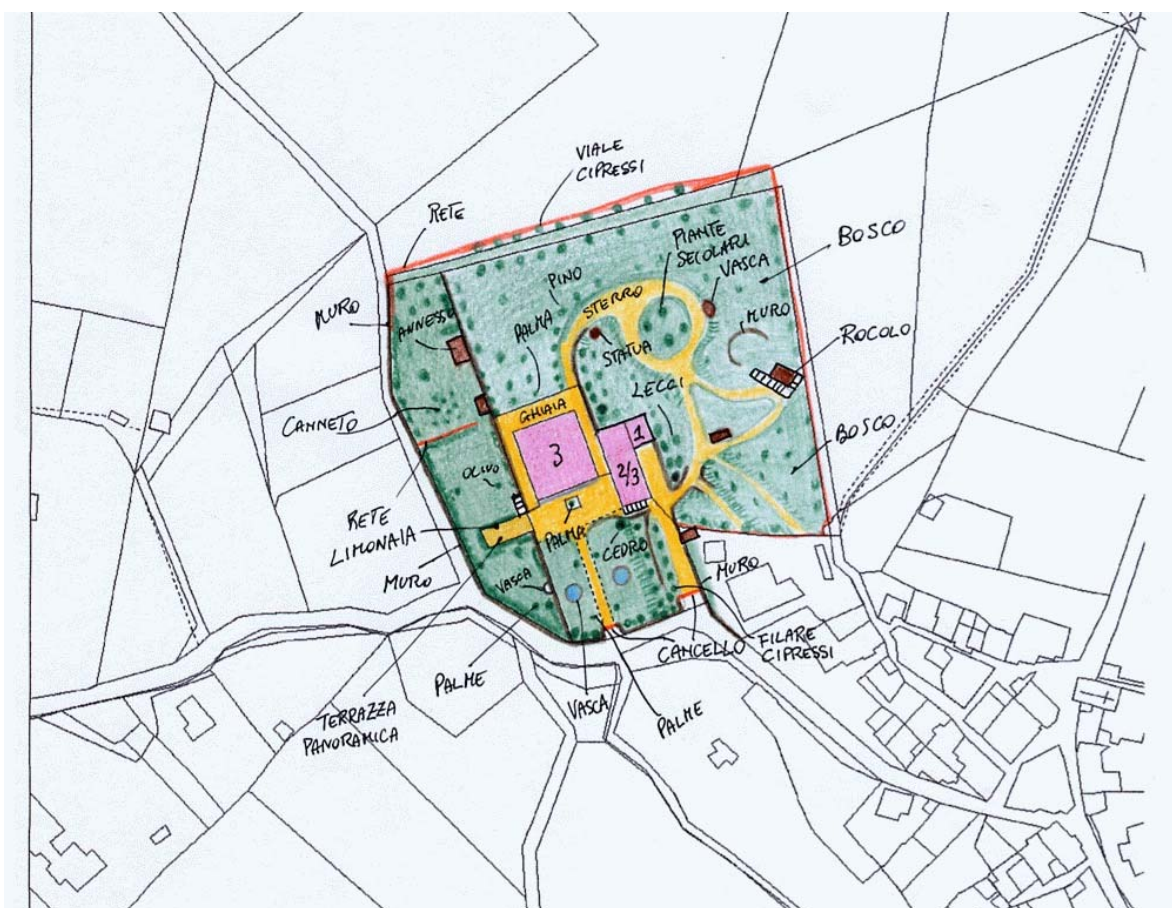 VIALE
CIPRESSI
RETE
PIANTE
SECOLARI
BOSCO
VASCA
PINO
STERRO
MURO
MURO
ANNESSO
PALMA
STATUA
ROCOLO
LECCI
CANNETO
GHIAIA
1
3
2/3
BOSCO
OLIVO
RETE
LIMONAIA
PALMA
CEDRO
MURO
VASCA
MURO
CANCELLO
FILARE
CIPRESSI
PALME
VASCA
PALME
TERRAZZA
PANORAMICA